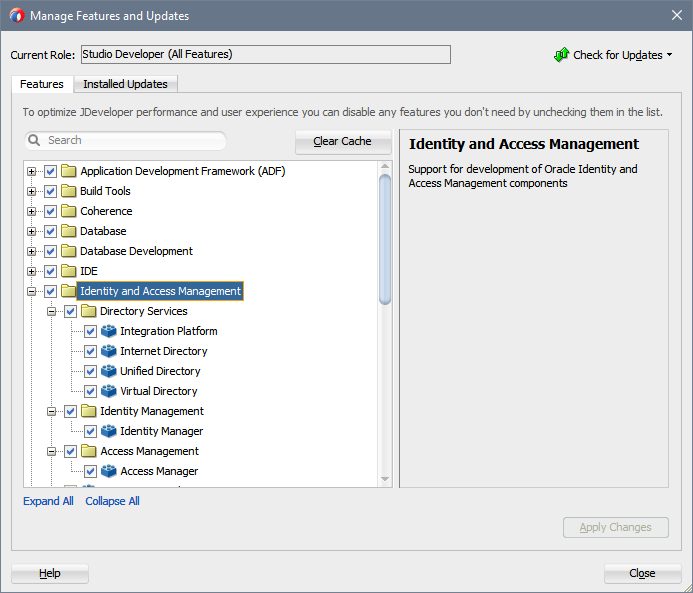 Manage Features and Updates
Current Role: Studio Developer (All Features)
Check for Updates
Features
Installed Updates
To optimize JDeveloper performance and user experience you can disable any features you don't need by unchecking them in the list.
Search
Clear Cache
Application Development Framework (ADF)
Build Tools
Coherence
Database
Database Development
IDE
Identity and Access Management
Directory Services
Integration Platform
Internet Directory
Unified Directory
Virtual Directory
Identity Management
Identity Manager
Access Management
Access Manager
Identity and Access Management
Support for development of Oracle Identity and
Access Management components
Expand All
Collapse All
Apply Changes
Help
Close